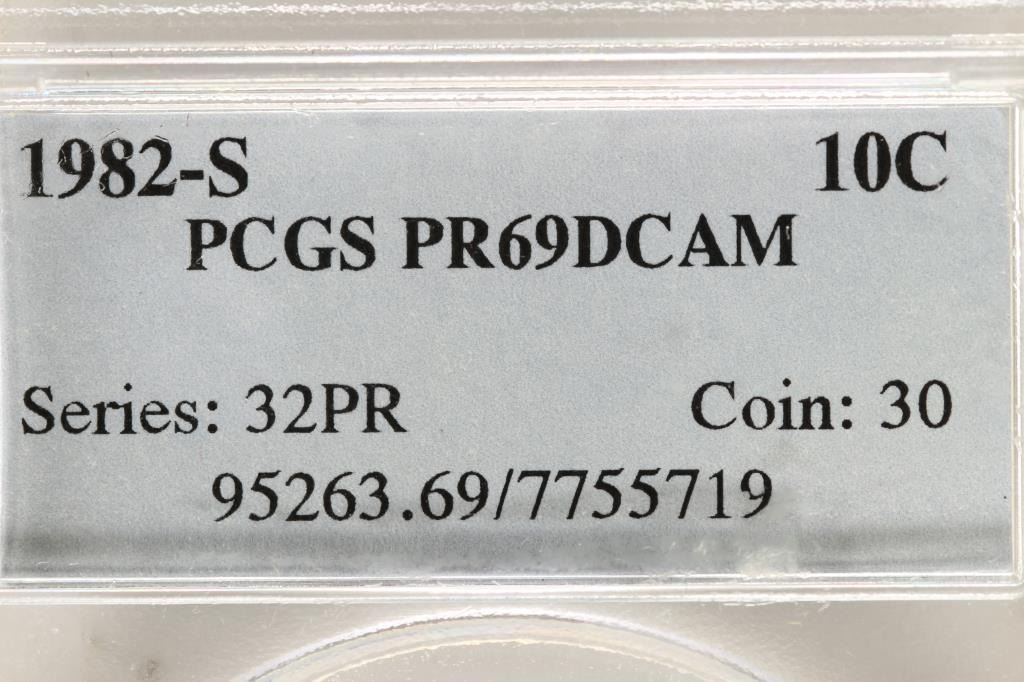 1982-S 10C
PCGS PR69DCAM
Series: 32PR Coin: 30
95263.69/7755719